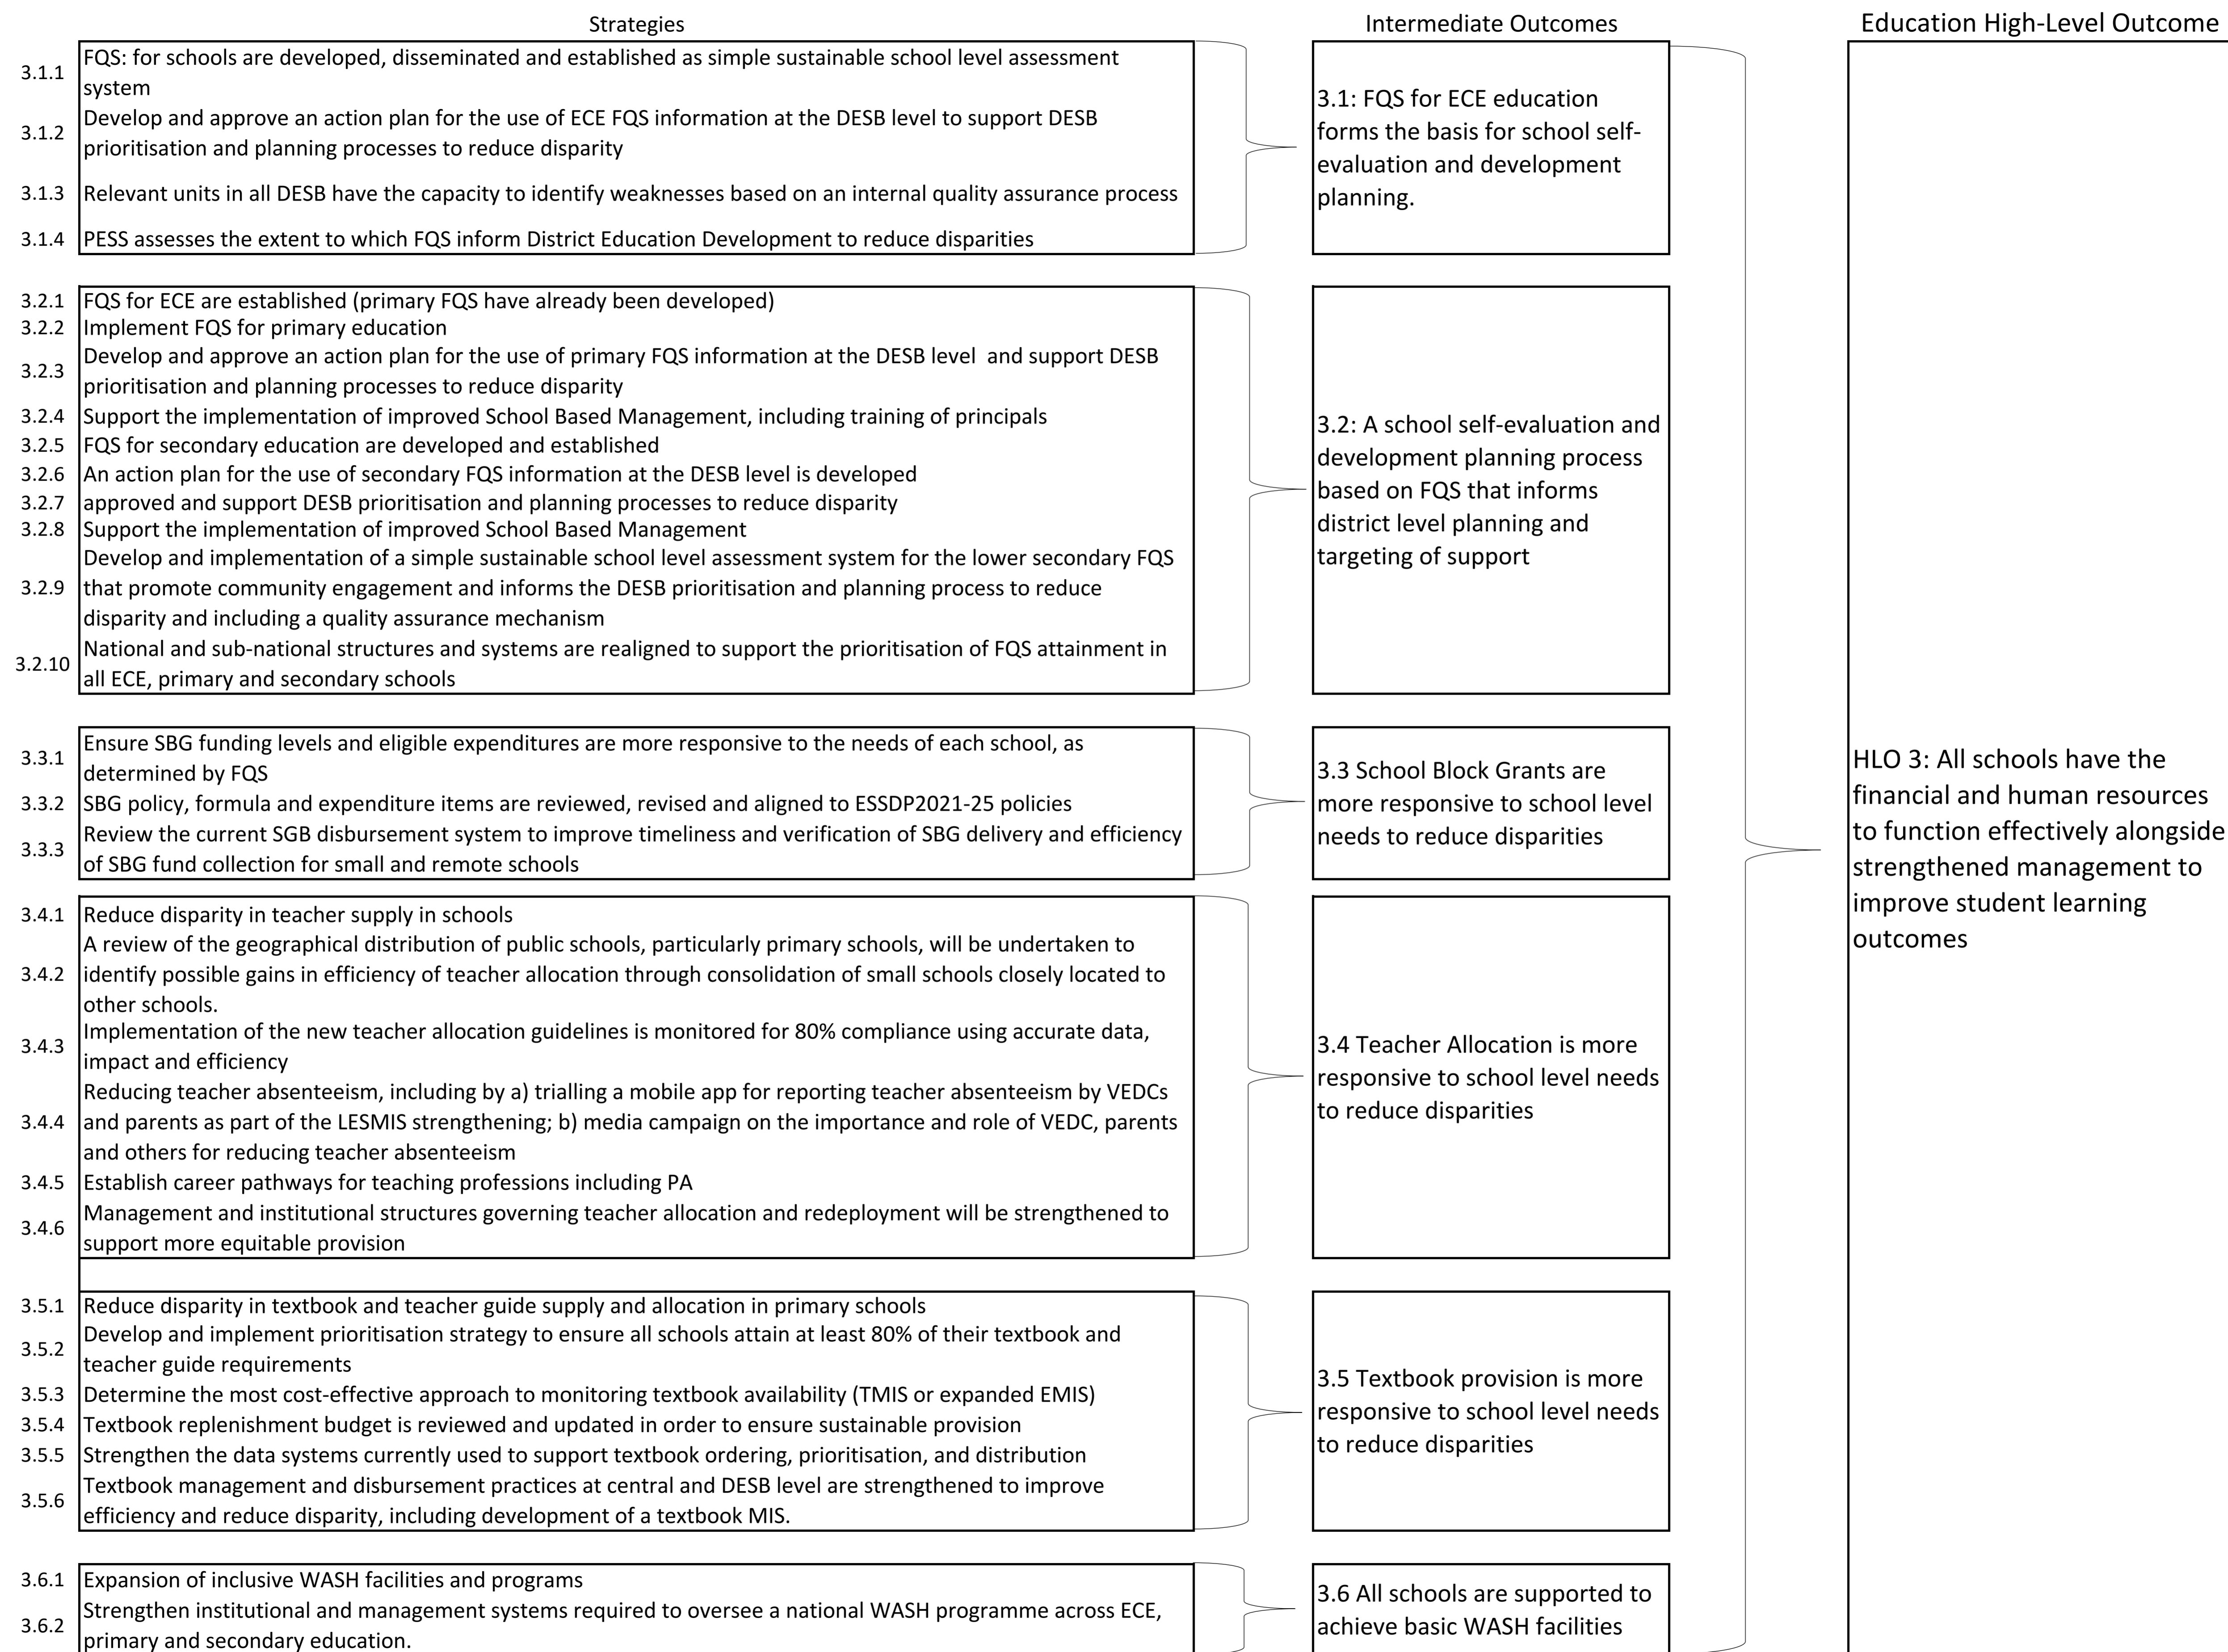 Strategies
Intermediate Outcomes
Education High-Level Outcome
3.1.1
FQS: for schools are developed, disseminated and established as simple sustainable school level assessment
system
3.1.2
Develop and approve an action plan for the use of ECE FQS information at the DESB level to support DESB
prioritisation and planning processes to reduce disparity
3.1.3
Relevant units in all DESB have the capacity to identify weaknesses based on an internal quality assurance process
3.1.4
PESS assesses the extent to which FQS inform District Education Development to reduce disparities
3.1: FQS for ECE education
forms the basis for school self-
evaluation and development
planning.
3.2.1
FQS for ECE are established (primary FQS have already been developed)
3.2.2
Implement FQS for primary education
3.2.3
Develop and approve an action plan for the use of primary FQS information at the DESB level  and support DESB
prioritisation and planning processes to reduce disparity
3.2.4
Support the implementation of improved School Based Management, including training of principals
3.2.5
FQS for secondary education are developed and established
3.2.6
An action plan for the use of secondary FQS information at the DESB level is developed
3.2.7
approved and support DESB prioritisation and planning processes to reduce disparity
3.2.8
Support the implementation of improved School Based Management
3.2.9
Develop and implementation of a simple sustainable school level assessment system for the lower secondary FQS
that promote community engagement and informs the DESB prioritisation and planning process to reduce
disparity and including a quality assurance mechanism
3.2.10
National and sub-national structures and systems are realigned to support the prioritisation of FQS attainment in
all ECE, primary and secondary schools
3.2: A school self-evaluation and
development planning process
based on FQS that informs
district level planning and
targeting of support
3.3.1
Ensure SBG funding levels and eligible expenditures are more responsive to the needs of each school, as
determined by FQS
3.3.2
SBG policy, formula and expenditure items are reviewed, revised and aligned to ESSDP2021-25 policies
3.3.3
Review the current SGB disbursement system to improve timeliness and verification of SBG delivery and efficiency
of SBG fund collection for small and remote schools
3.3 School Block Grants are
more responsive to school level
needs to reduce disparities
3.4.1
Reduce disparity in teacher supply in schools
3.4.2
A review of the geographical distribution of public schools, particularly primary schools, will be undertaken to
identify possible gains in efficiency of teacher allocation through consolidation of small schools closely located to
other schools.
3.4.3
Implementation of the new teacher allocation guidelines is monitored for 80% compliance using accurate data,
impact and efficiency
3.4.4
Reducing teacher absenteeism, including by a) trialling a mobile app for reporting teacher absenteeism by VEDCs
and parents as part of the LESMIS strengthening; b) media campaign on the importance and role of VEDC, parents
and others for reducing teacher absenteeism
3.4.5
Establish career pathways for teaching professions including PA
3.4.6
Management and institutional structures governing teacher allocation and redeployment will be strengthened to
support more equitable provision
3.4 Teacher Allocation is more
responsive to school level needs
to reduce disparities
3.5.1
Reduce disparity in textbook and teacher guide supply and allocation in primary schools
3.5.2
Develop and implement prioritisation strategy to ensure all schools attain at least 80% of their textbook and
teacher guide requirements
3.5.3
Determine the most cost-effective approach to monitoring textbook availability (TMIS or expanded EMIS)
3.5.4
Textbook replenishment budget is reviewed and updated in order to ensure sustainable provision
3.5.5
Strengthen the data systems currently used to support textbook ordering, prioritisation, and distribution
3.5.6
Textbook management and disbursement practices at central and DESB level are strengthened to improve
efficiency and reduce disparity, including development of a textbook MIS.
3.5 Textbook provision is more
responsive to school level needs
to reduce disparities
3.6.1
Expansion of inclusive WASH facilities and programs
3.6.2
Strengthen institutional and management systems required to oversee a national WASH programme across ECE,
primary and secondary education.
3.6 All schools are supported to
achieve basic WASH facilities
HLO 3: All schools have the
financial and human resources
to function effectively alongside
strengthened management to
improve student learning
outcomes